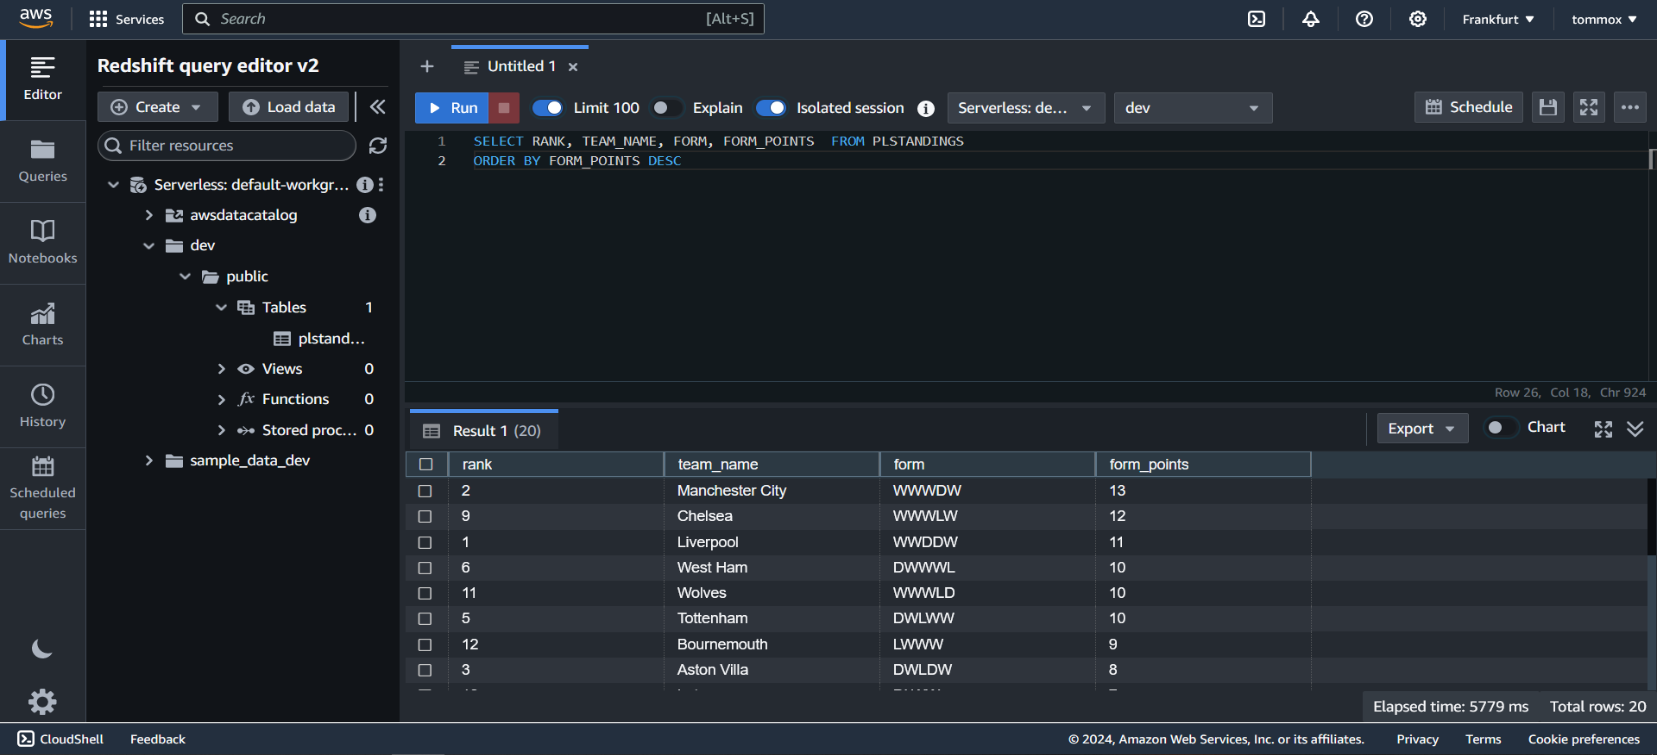 aws
Services
Search [Alt+S]
Frankfurt
tommox
Editor
Queries
Notebooks
Charts
History
Scheduled
queries
Redshift query editor v2
Create
Load data
Filter resources
Serverless: default-workgr...
awsdatacatalog
dev
public
Tables 1
plstand...
Views 0
fx Functions 0
Stored proc... 0
sample_data_dev
Untitled 1
Run
Limit 100
Explain
Isolated session
Serverless: de...
dev
Schedule
1 SELECT RANK, TEAM_NAME, FORM, FORM_POINTS FROM PLSTANDINGS
2 ORDER BY FORM_POINTS DESC
Row 26, Col 18, Chr 924
Result 1 (20)
Export
Chart
rank team_name form form_points
2 Manchester City WWWDW 13
9 Chelsea WWWLW 12
1 Liverpool WWDDW 11
6 West Ham DWWWL 10
11 Wolves WWWLD 10
5 Tottenham DWLWW 10
12 Bournemouth LWWW 9
3 Aston Villa DWLDW 8
Elapsed time: 5779 ms Total rows: 20
CloudShell
Feedback
© 2024, Amazon Web Services, Inc. or its affiliates.
Privacy
Terms
Cookie preferences